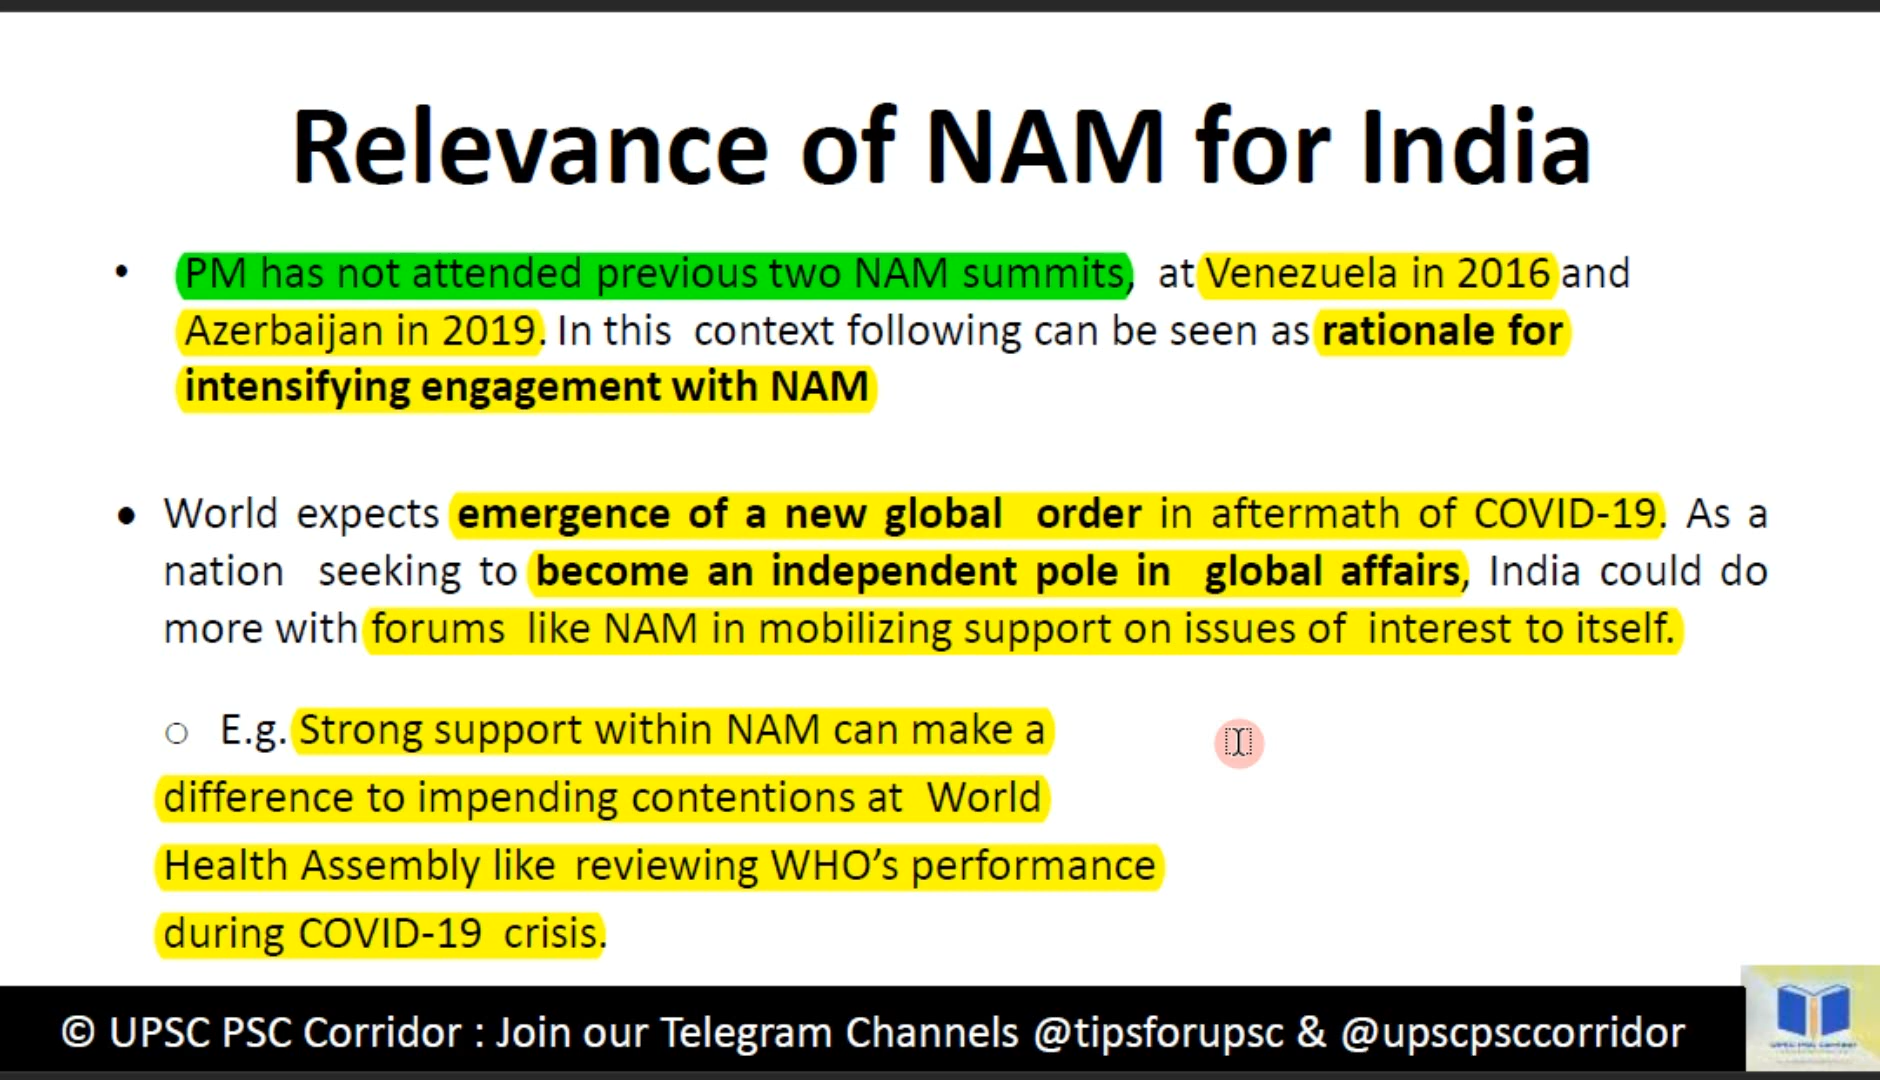 Relevance of NAM for India
• PM has not attended previous two NAM summits, at Venezuela in 2016 and
Azerbaijan in 2019. In this context following can be seen as rationale for
intensifying engagement with NAM
• World expects emergence of a new global order in aftermath of COVID-19. As a
nation seeking to become an independent pole in global affairs, India could do
more with forums like NAM in mobilizing support on issues of interest to itself.
○ E.g. Strong support within NAM can make a
difference to impending contentions at World
Health Assembly like reviewing WHO’s performance
during COVID-19 crisis.
© UPSC PSC Corridor : Join our Telegram Channels @tipsforupsc & @upscpsccorridor
UPSC PSC Corridor